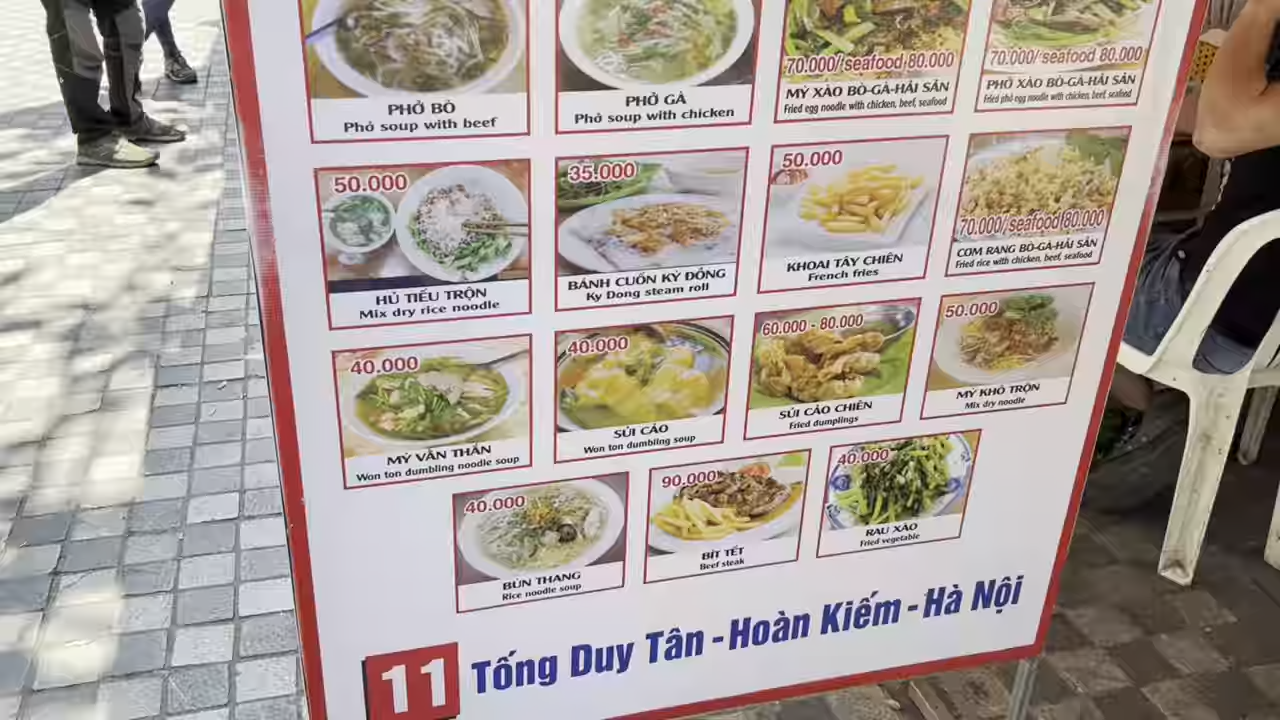 PHỞ BÒ
Phở soup with beef
PHỞ GÀ
Phở soup with chicken
70.000/ seafood 80.000
MỲ XÀO BÒ-GÀ-HẢI SẢN
Fried egg noodle with chicken, beef, seafood
70.000/ seafood 80.000
PHỞ XÀO BÒ-GÀ-HẢI SẢN
Fried phở egg noodle with chicken, beef, seafood
50.000
HỦ TIẾU TRỘN
Mix dry rice noodle
35.000
BÁNH CUỐN KỲ ĐỒNG
Ky Dong steam roll
50.000
KHOAI TÂY CHIÊN
French fries
70.000/ seafood 80.000
CƠM RANG BÒ-GÀ-HẢI SẢN
Fried rice with chicken, beef, seafood
40.000
MỲ VẰN THẮN
Won ton dumbling noodle soup
40.000
SỦI CẢO
Won ton dumbling soup
60.000 - 80.000
SỦI CẢO CHIÊN
Fried dumplings
50.000
MỲ KHÔ TRỘN
Mix dry noodle
40.000
BÚN THANG
Rice noodle soup
90.000
BÍT TẾT
Beef steak
40.000
RAU XÀO
Fried vegetable
11 Tống Duy Tân - Hoàn Kiếm - Hà Nội